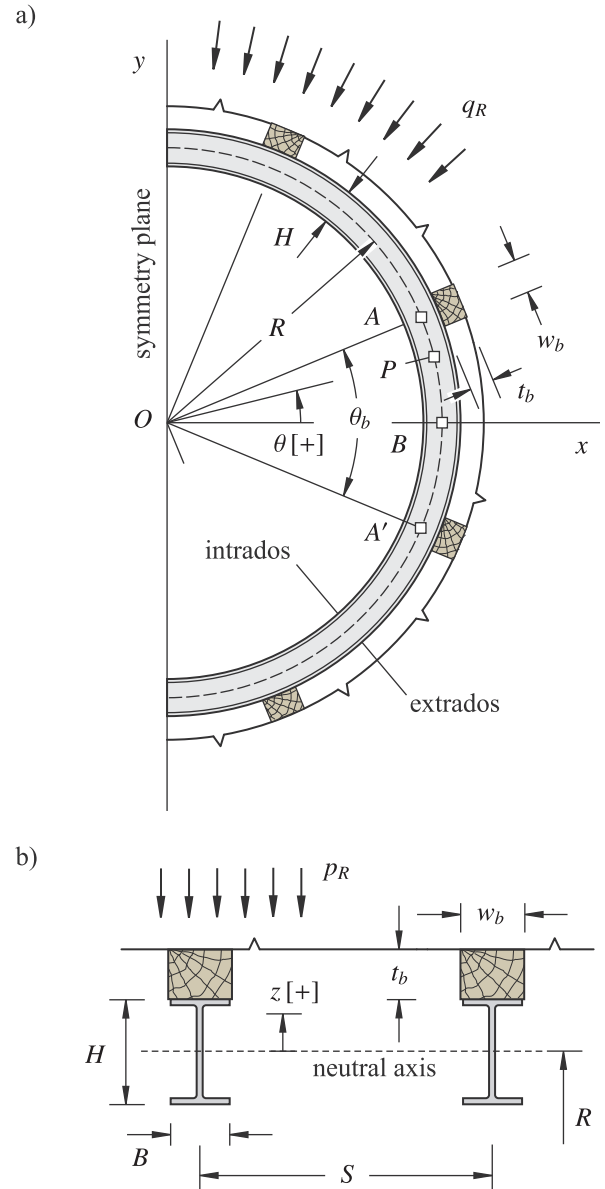 a)
y
q_R
symmetry plane
H
w_b
R
A
P
t_b
O
θ_b
θ [+]
B
x
A′
intrados
extrados
b)
p_R
w_b
t_b
z [+]
H
neutral axis
R
B
S